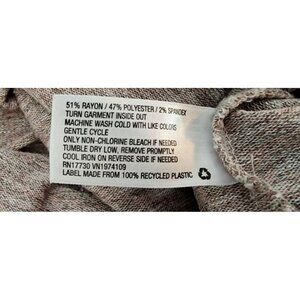 51% RAYON / 47% POLYESTER / 2% SPANDEX
TURN GARMENT INSIDE OUT
MACHINE WASH COLD WITH LIKE COLORS
GENTLE CYCLE
ONLY NON-CHLORINE BLEACH IF NEEDED
TUMBLE DRY LOW, REMOVE PROMPTLY
COOL IRON ON REVERSE SIDE IF NEEDED
RN17730 VN1974109
LABEL MADE FROM 100% RECYCLED PLASTIC